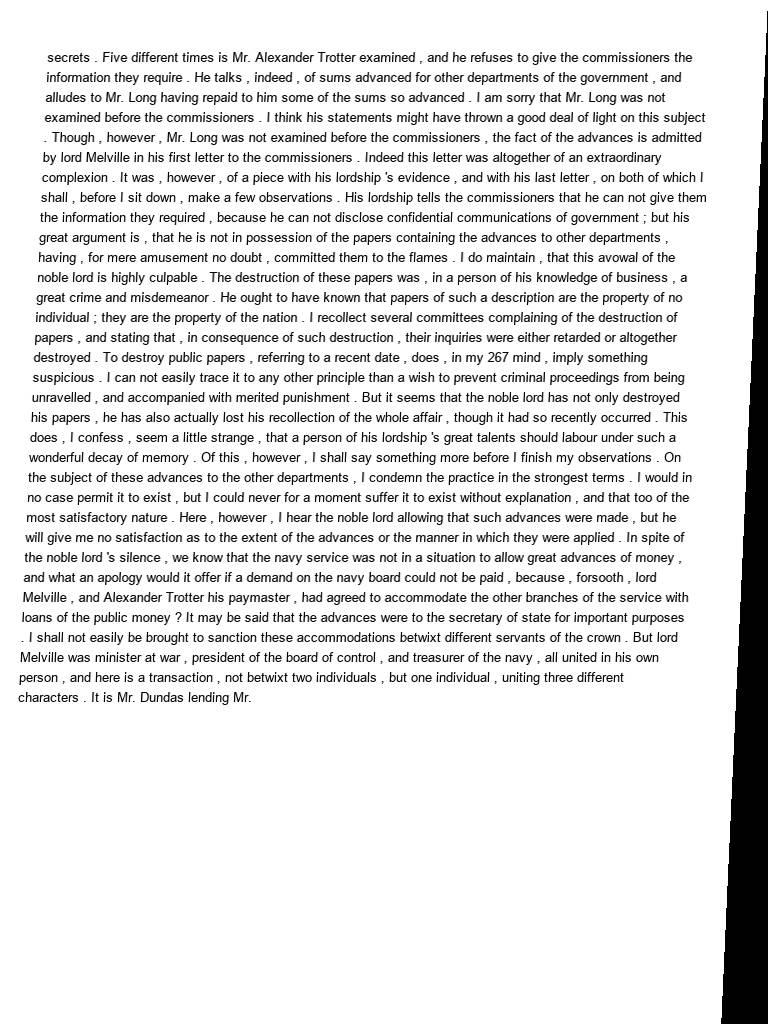 secrets . Five different times is Mr. Alexander Trotter examined , and he refuses to give the commissioners the
information they require . He talks , indeed , of sums advanced for other departments of the government , and
alludes to Mr. Long having repaid to him some of the sums so advanced . I am sorry that Mr. Long was not
examined before the commissioners . I think his statements might have thrown a good deal of light on this subject
. Though , however , Mr. Long was not examined before the commissioners , the fact of the advances is admitted
by lord Melville in his first letter to the commissioners . Indeed this letter was altogether of an extraordinary
complexion . It was , however , of a piece with his lordship 's evidence , and with his last letter , on both of which I
shall , before I sit down , make a few observations . His lordship tells the commissioners that he can not give them
the information they required , because he can not disclose confidential communications of government ; but his
great argument is , that he is not in possession of the papers containing the advances to other departments ,
having , for mere amusement no doubt , committed them to the flames . I do maintain , that this avowal of the
noble lord is highly culpable . The destruction of these papers was , in a person of his knowledge of business , a
great crime and misdemeanor . He ought to have known that papers of such a description are the property of no
individual ; they are the property of the nation . I recollect several committees complaining of the destruction of
papers , and stating that , in consequence of such destruction , their inquiries were either retarded or altogether
destroyed . To destroy public papers , referring to a recent date , does , in my 267 mind , imply something
suspicious . I can not easily trace it to any other principle than a wish to prevent criminal proceedings from being
unravelled , and accompanied with merited punishment . But it seems that the noble lord has not only destroyed
his papers , he has also actually lost his recollection of the whole affair , though it had so recently occurred . This
does , I confess , seem a little strange , that a person of his lordship 's great talents should labour under such a
wonderful decay of memory . Of this , however , I shall say something more before I finish my observations . On
the subject of these advances to the other departments , I condemn the practice in the strongest terms . I would in
no case permit it to exist , but I could never for a moment suffer it to exist without explanation , and that too of the
most satisfactory nature . Here , however , I hear the noble lord allowing that such advances were made , but he
will give me no satisfaction as to the extent of the advances or the manner in which they were applied . In spite of
the noble lord 's silence , we know that the navy service was not in a situation to allow great advances of money ,
and what an apology would it offer if a demand on the navy board could not be paid , because , forsooth , lord
Melville , and Alexander Trotter his paymaster , had agreed to accommodate the other branches of the service with
loans of the public money ? It may be said that the advances were to the secretary of state for important purposes
. I shall not easily be brought to sanction these accommodations betwixt different servants of the crown . But lord
Melville was minister at war , president of the board of control , and treasurer of the navy , all united in his own
person , and here is a transaction , not betwixt two individuals , but one individual , uniting three different
characters . It is Mr. Dundas lending Mr.